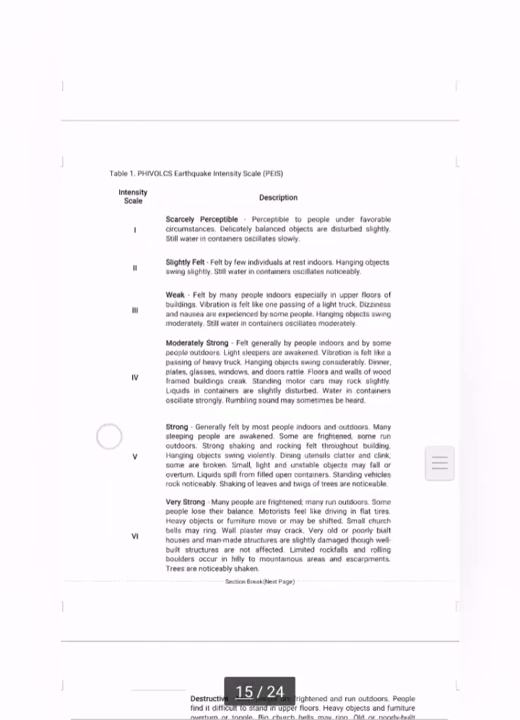 Table 1. PHIVOLCS Earthquake Intensity Scale (PEIS)
Intensity
Scale
Description
I
Scarcely Perceptible - Perceptible to people under favorable
circumstances. Delicately balanced objects are disturbed slightly.
Still water in containers oscillates slowly.
II
Slightly Felt - Felt by few individuals at rest indoors. Hanging objects
swing slightly. Still water in containers oscillates noticeably.
III
Weak - Felt by many people indoors especially in upper floors of
buildings. Vibration is felt like one passing of a light truck. Dizziness
and nausea are experienced by some people. Hanging objects swing
moderately. Still water in containers oscillates moderately.
IV
Moderately Strong - Felt generally by people indoors and by some
people outdoors. Light sleepers are awakened. Vibration is felt like a
passing of heavy truck. Hanging objects swing considerably. Dinner,
plates, glasses, windows, and doors rattle. Floors and walls of wood
framed buildings creak. Standing motor cars may rock slightly.
Liquids in containers are slightly disturbed. Water in containers
oscillate strongly. Rumbling sound may sometimes be heard.
V
Strong - Generally felt by most people indoors and outdoors. Many
sleeping people are awakened. Some are frightened, some run
outdoors. Strong shaking and rocking felt throughout building.
Hanging objects swing violently. Dining utensils clatter and clink;
some are broken. Small, light and unstable objects may fall or
overturn. Liquids spill from filled open containers. Standing vehicles
rock noticeably. Shaking of leaves and twigs of trees are noticeable.
VI
Very Strong - Many people are frightened; many run outdoors. Some
people lose their balance. Motorists feel like driving in flat tires.
Heavy objects or furniture move or may be shifted. Small church
bells may ring. Wall plaster may crack. Very old or poorly built
houses and man-made structures are slightly damaged though well-
built structures are not affected. Limited rockfalls and rolling
boulders occur in hilly to mountainous areas and escarpments.
Trees are noticeably shaken.
Section Break(Next Page)
15 / 24
Destructive frightened and run outdoors. People
find it difficult to stand in upper floors. Heavy objects and furniture
overturn or topple. Big church bells may ring. Old or poorly-built